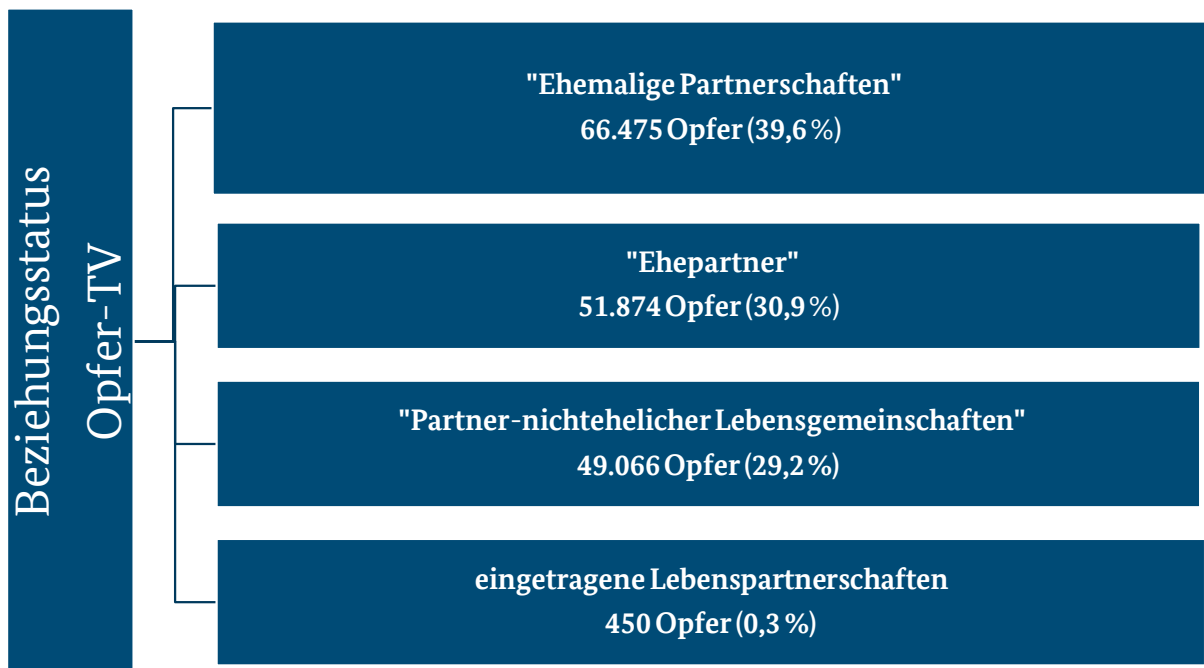 Beziehungsstatus
Opfer-TV
"Ehemalige Partnerschaften"
66.475 Opfer (39,6 %)
"Ehepartner"
51.874 Opfer (30,9 %)
"Partner-nichtehelicher Lebensgemeinschaften"
49.066 Opfer (29,2 %)
eingetragene Lebenspartnerschaften
450 Opfer (0,3 %)